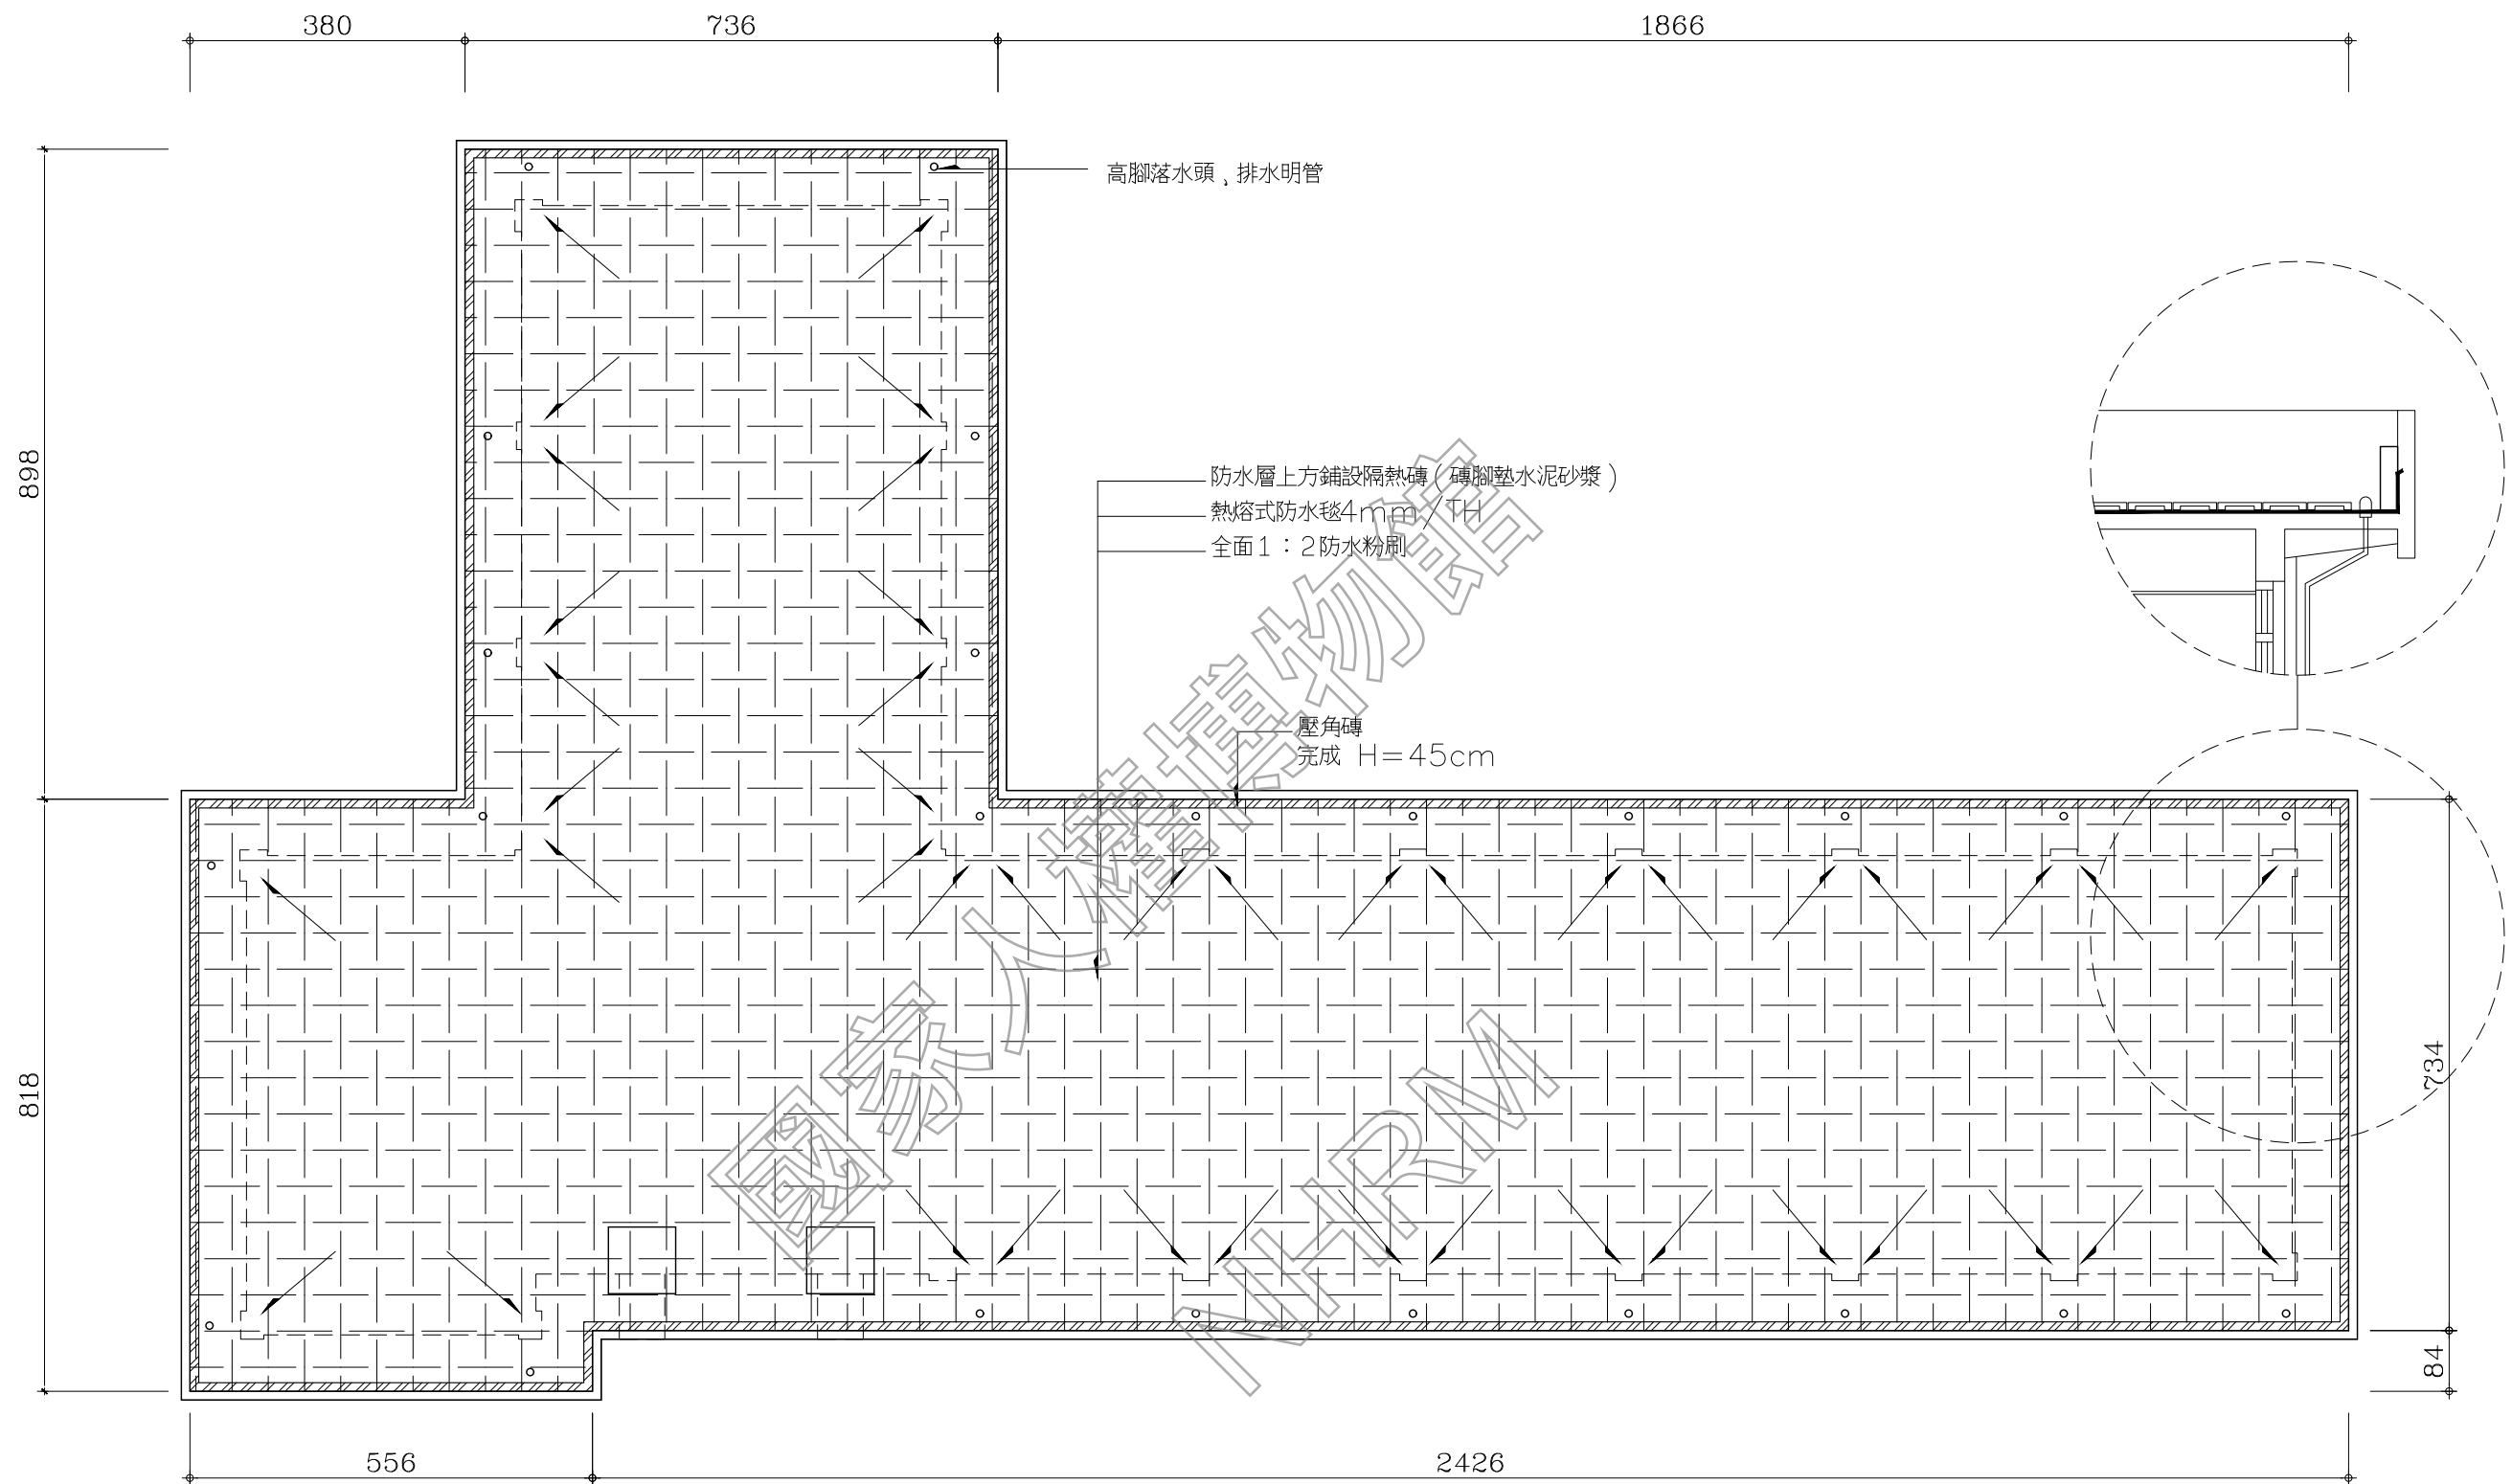 380
736
1866
高腳落水頭，排水明管
898
防水層上方鋪設隔熱磚（磚腳墊水泥砂漿）
熱熔式防水毯4mm／TH
全面1：2防水粉刷
壓角磚
完成 H=45cm
國家人權博物館
NHRM
818
734
84
556
2426